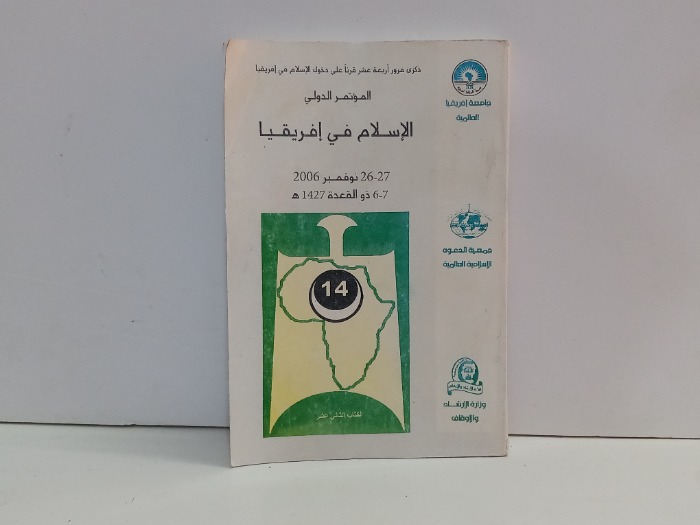 ذكرى مرور أربعة عشر قرناً على دخول الإسلام في إفريقيا
المؤتمر الدولي
الإسلام في إفريقيا
26-27 نوفمبر 2006
6-7 ذو القعدة 1427 هـ
14
الكتاب الثاني عشر
جامعة إفريقيا
العالمية
جمعية الدعوة
الإسلامية العالمية
وزارة الإرشاد
والأوقاف